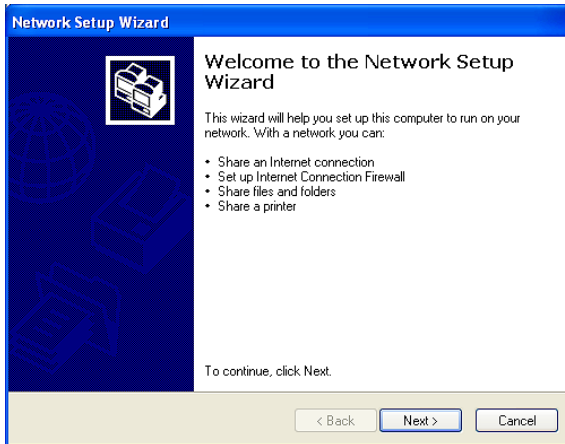 Network Setup Wizard
Welcome to the Network Setup
Wizard
This wizard will help you set up this computer to run on your
network. With a network you can:
• Share an Internet connection
• Set up Internet Connection Firewall
• Share files and folders
• Share a printer
To continue, click Next.
< Back
Next >
Cancel